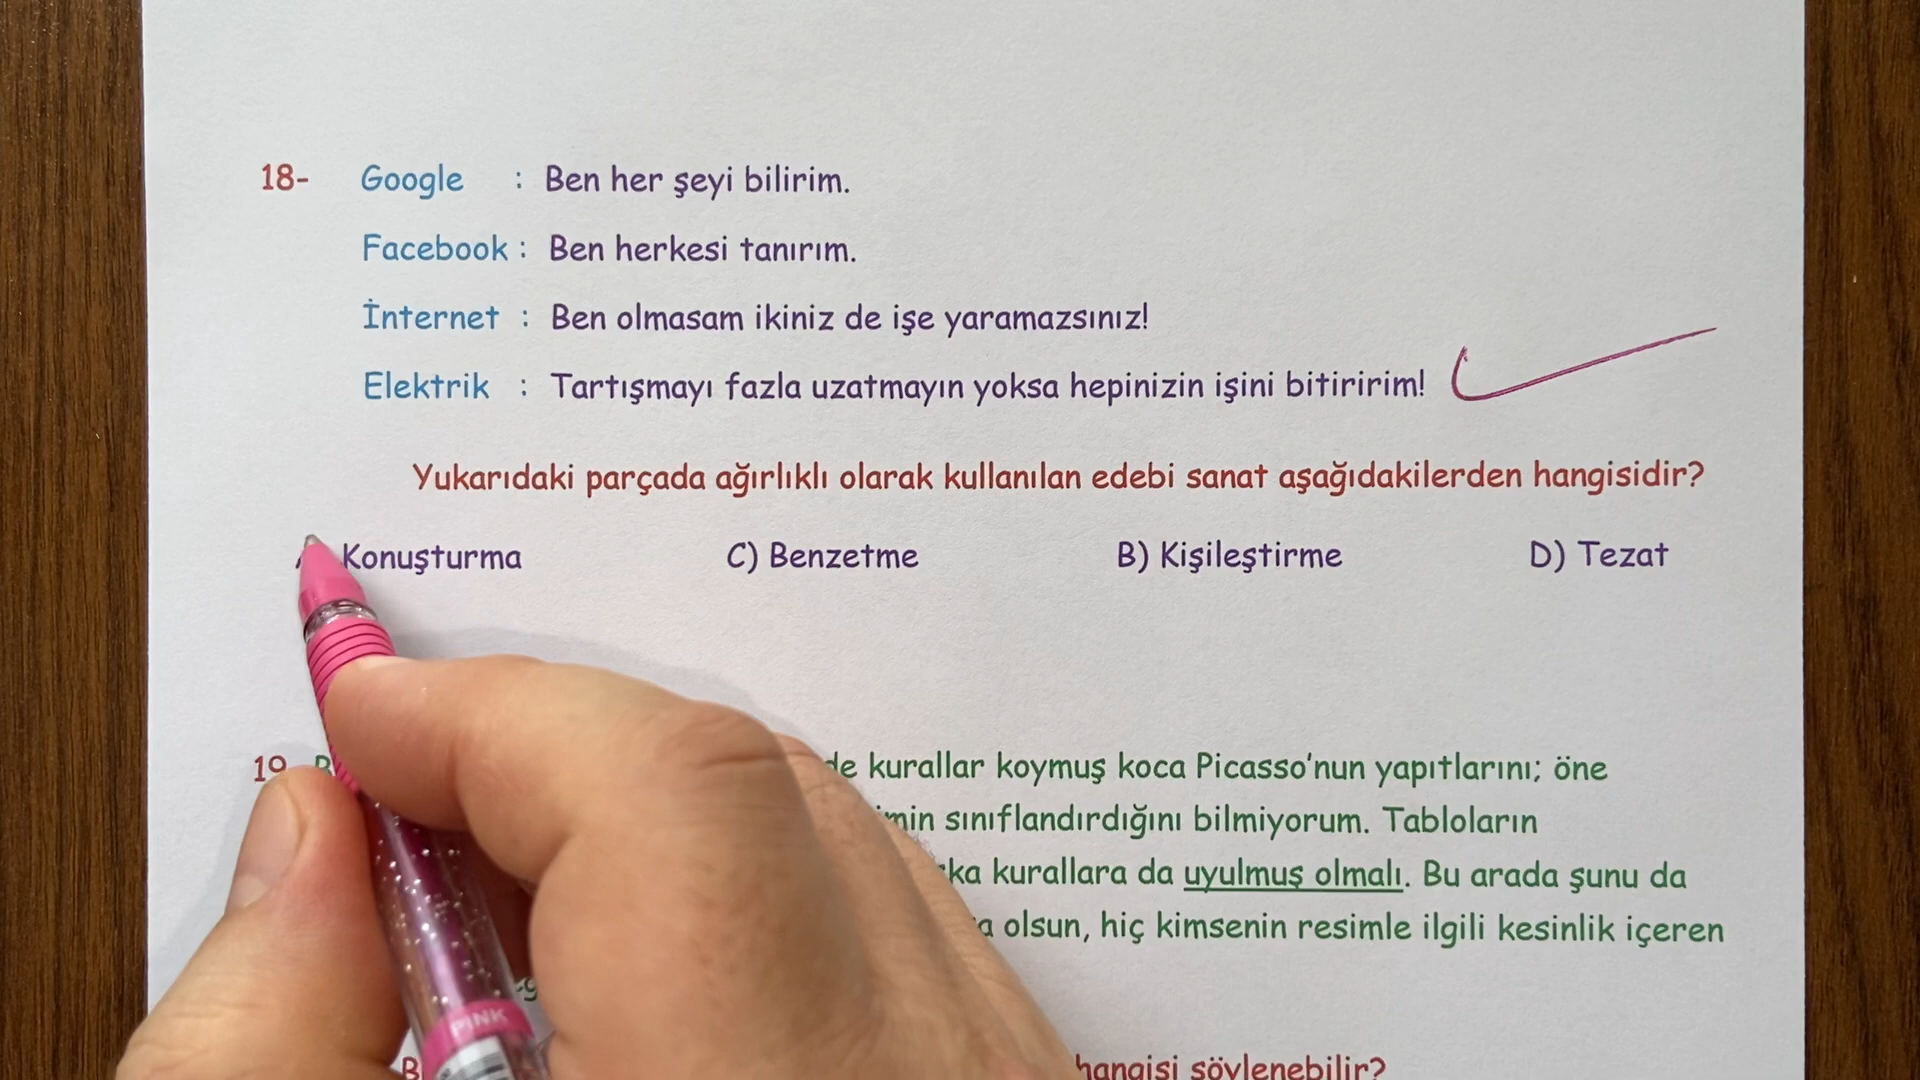 18- Google : Ben her şeyi bilirim.
Facebook : Ben herkesi tanırım.
İnternet : Ben olmasam ikiniz de işe yaramazsınız!
Elektrik : Tartışmayı fazla uzatmayın yoksa hepinizin işini bitiririm!
Yukarıdaki parçada ağırlıklı olarak kullanılan edebi sanat aşağıdakilerden hangisidir?
Konuşturma C) Benzetme B) Kişileştirme D) Tezat
19 kurallar koymuş koca Picasso'nun yapıtlarını; öne
sınıflandırdığını bilmiyorum. Tabloların
kurallara da uyulmuş olmalı. Bu arada şunu da
olsun, hiç kimsenin resimle ilgili kesinlik içeren
hangisi söylenebilir?
PINK